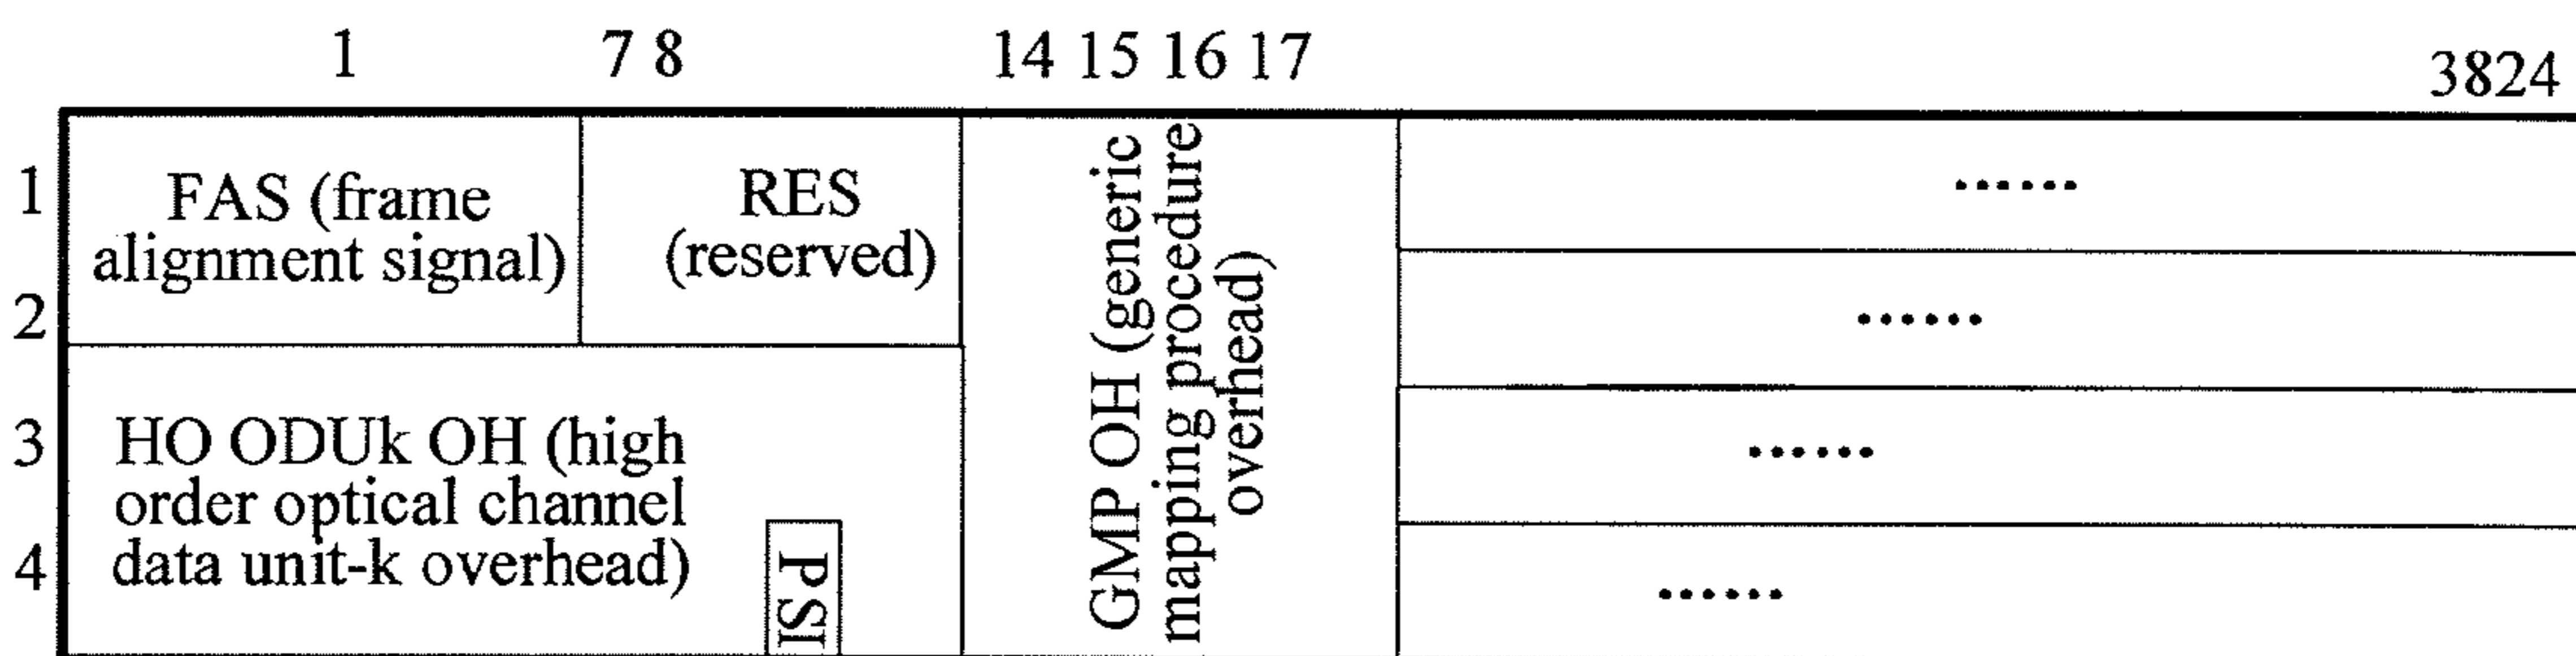 1 7 8 14 15 16 17 3824
1
FAS (frame
alignment signal)
RES
(reserved)
2
3
HO ODUk OH (high
order optical channel
data unit-k overhead)
4
PSI
GMP OH (generic
mapping procedure
overhead)
......
......
......
......